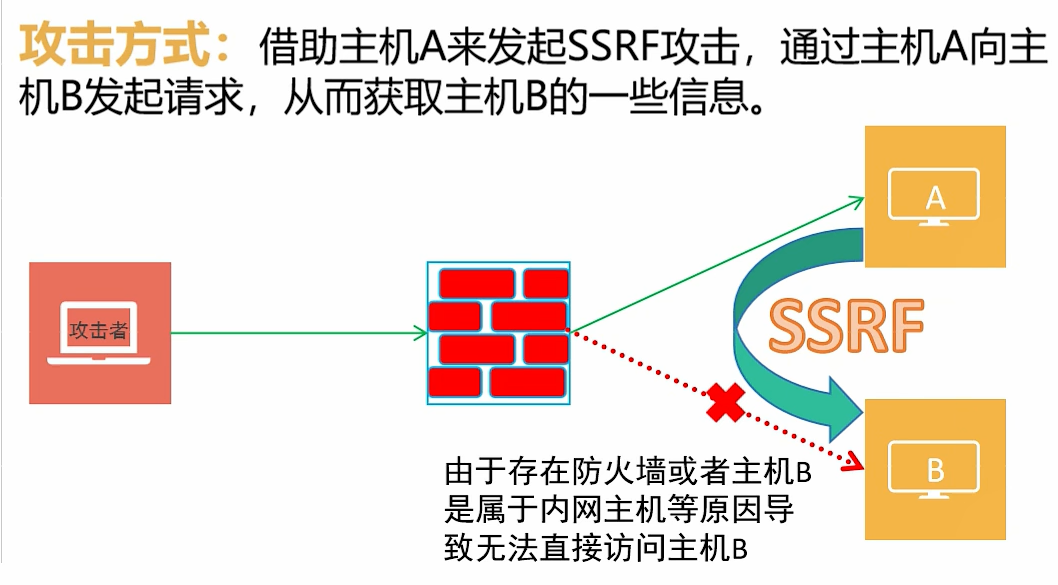 攻击方式：借助主机A来发起SSRF攻击，通过主机A向主
机B发起请求，从而获取主机B的一些信息。
A
攻击者
SSRF
B
由于存在防火墙或者主机B
是属于内网主机等原因导
致无法直接访问主机B